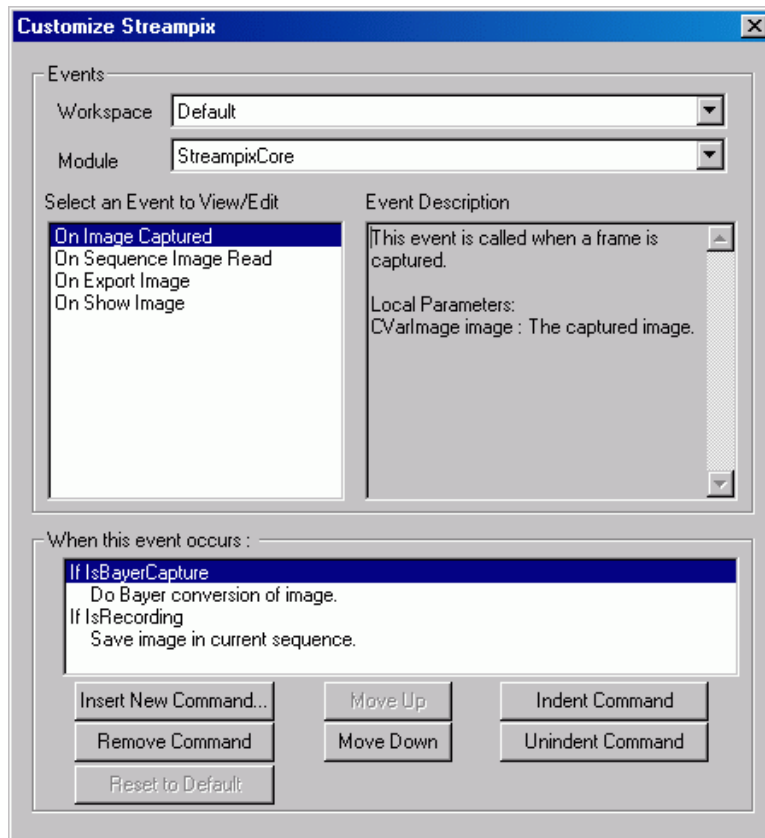 Customize Streampix
Events
Workspace Default
Module StreampixCore
Select an Event to View/Edit
On Image Captured
On Sequence Image Read
On Export Image
On Show Image
Event Description
This event is called when a frame is
captured.
Local Parameters:
CVarImage image : The captured image.
When this event occurs :
If IsBayerCapture
Do Bayer conversion of image.
If IsRecording
Save image in current sequence.
Insert New Command... Move Up Indent Command
Remove Command Move Down Unindent Command
Reset to Default